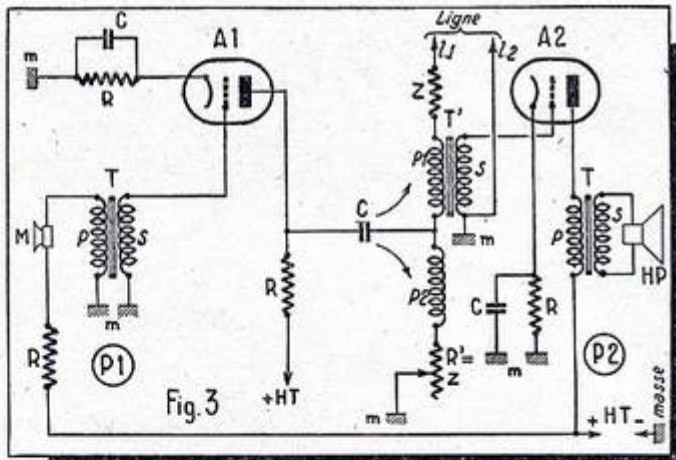 Ligne
C
A1
l1
l2
A2
m
R
Z
T'
T
P1
S
T
M
P
S
C
P
S
HP
m
m
P2
R
C
R
R
P1
R'=
Z
m
P2
Fig.3
+HT
m
+HT-
masse